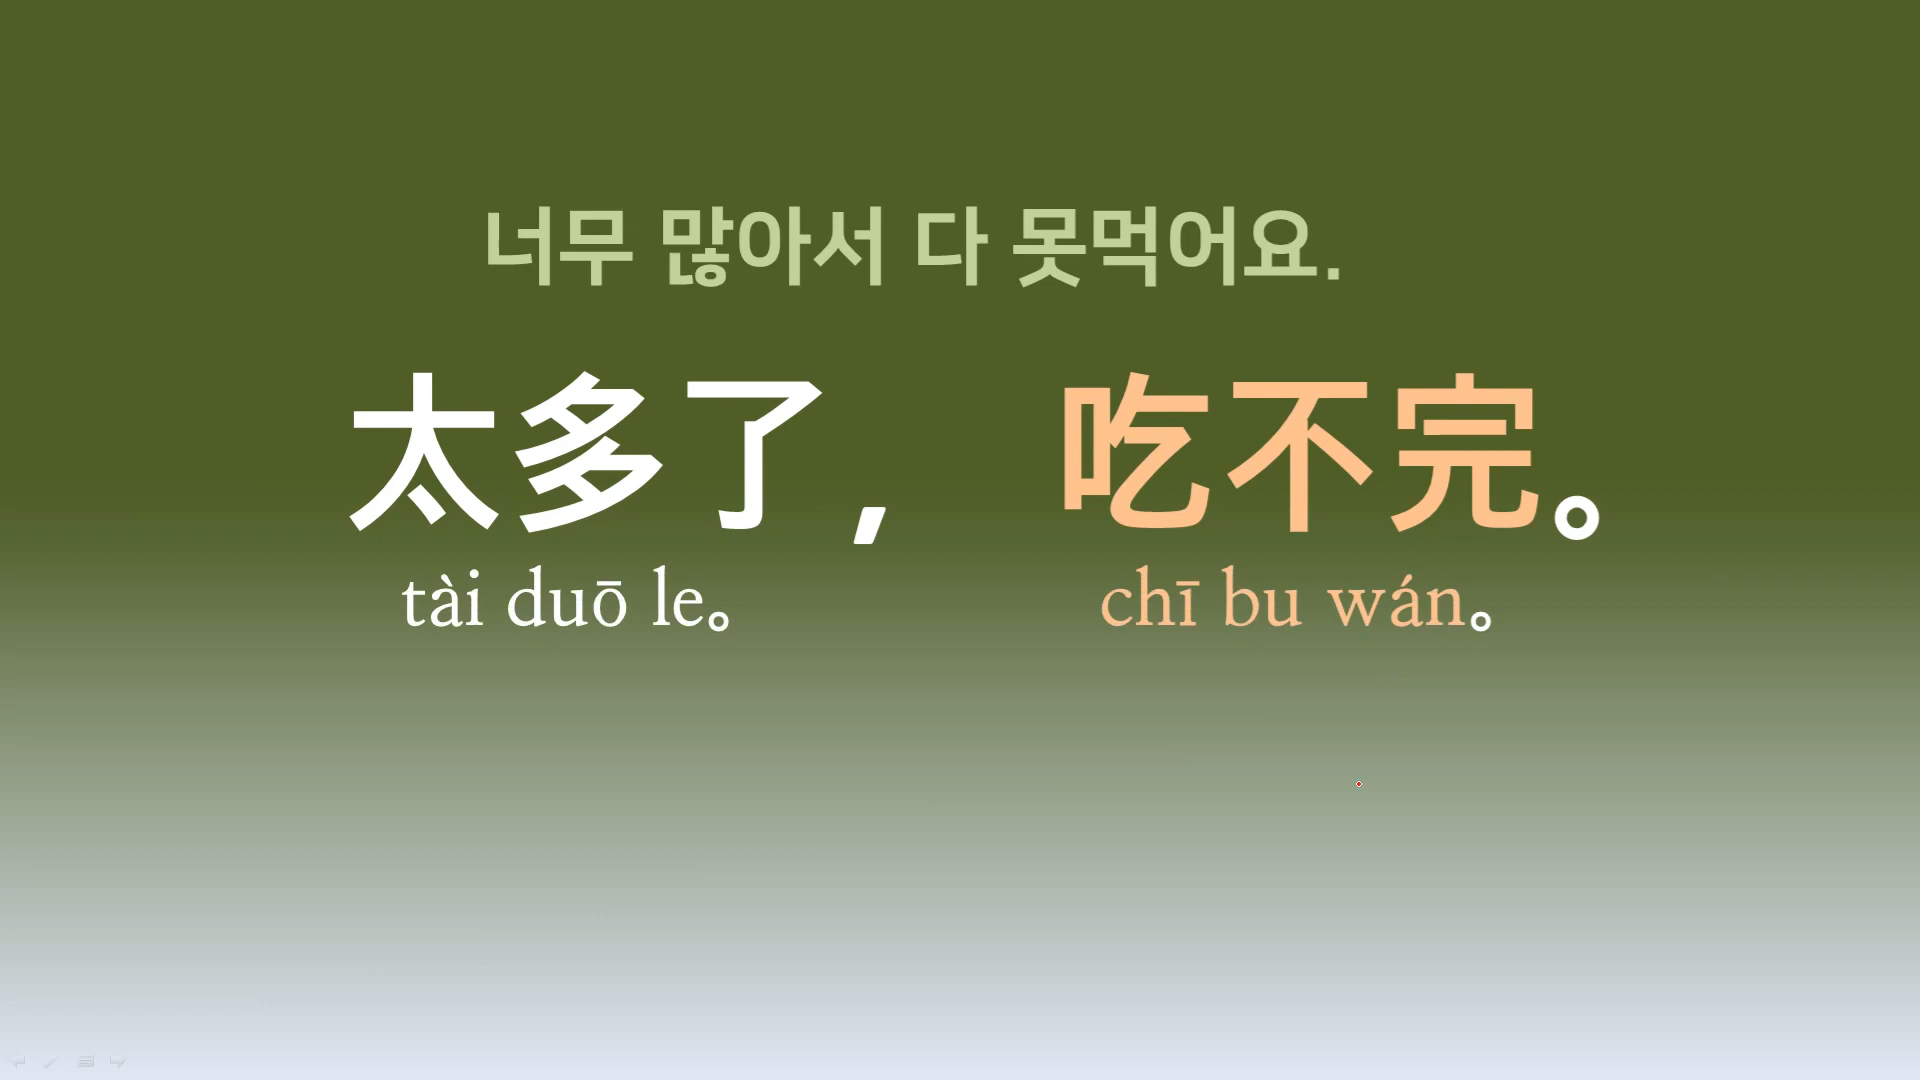 너무 많아서 다 못먹어요.
太多了, 吃不完。
tài duō le。 chī bu wán。